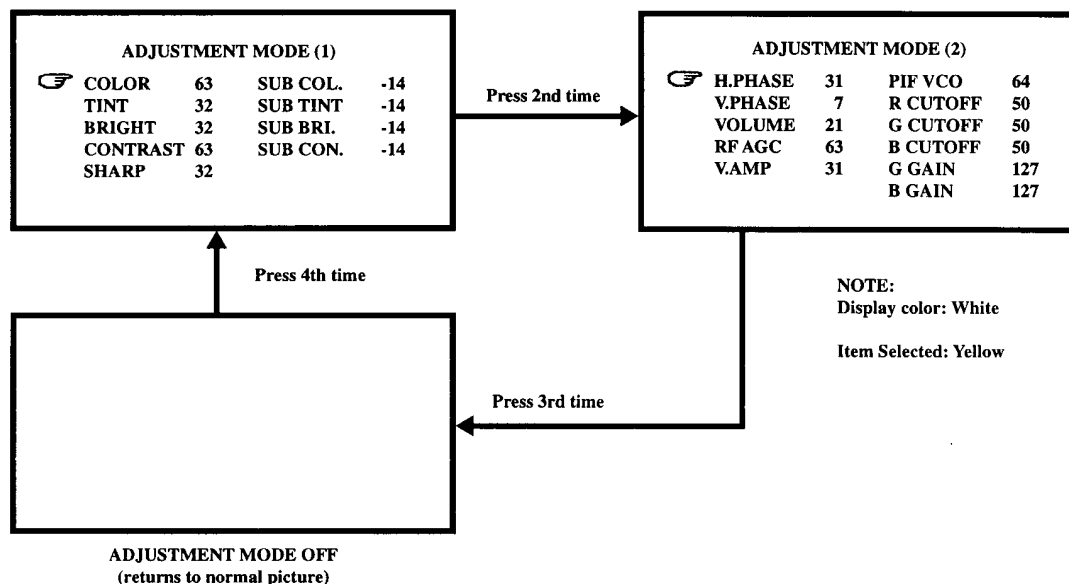 ADJUSTMENT MODE (1)
COLOR 63 SUB COL. -14
TINT 32 SUB TINT -14
BRIGHT 32 SUB BRI. -14
CONTRAST 63 SUB CON. -14
SHARP 32
Press 2nd time
ADJUSTMENT MODE (2)
H.PHASE 31 PIF VCO 64
V.PHASE 7 R CUTOFF 50
VOLUME 21 G CUTOFF 50
RF AGC 63 B CUTOFF 50
V.AMP 31 G GAIN 127
B GAIN 127
Press 4th time
NOTE:
Display color: White
Item Selected: Yellow
Press 3rd time
ADJUSTMENT MODE OFF
(returns to normal picture)